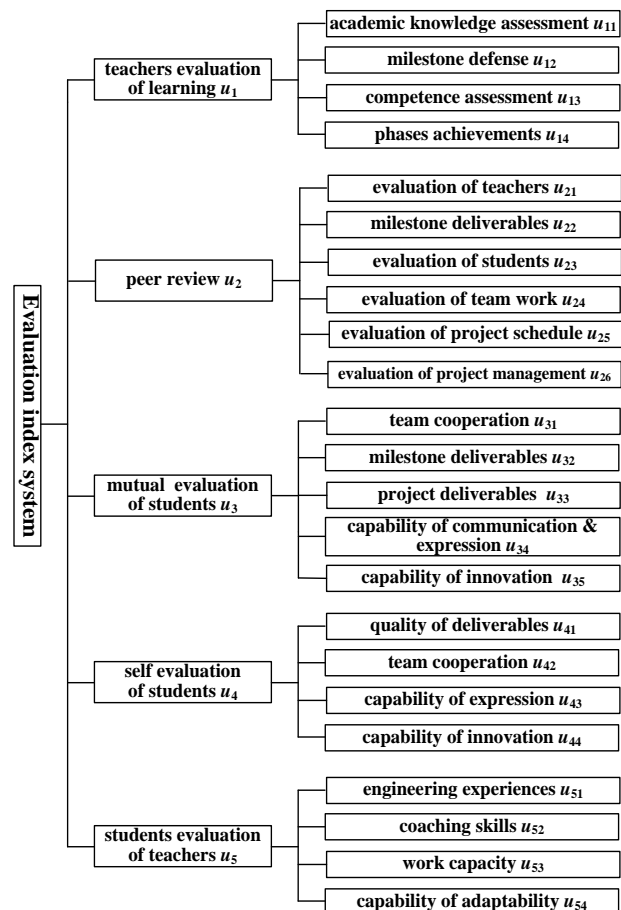 Evaluation index system
teachers evaluation
of learning u1
academic knowledge assessment u11
milestone defense u12
competence assessment u13
phases achievements u14
peer review u2
evaluation of teachers u21
milestone deliverables u22
evaluation of students u23
evaluation of team work u24
evaluation of project schedule u25
evaluation of project management u26
mutual evaluation
of students u3
team cooperation u31
milestone deliverables u32
project deliverables u33
capability of communication &
expression u34
capability of innovation u35
self evaluation
of students u4
quality of deliverables u41
team cooperation u42
capability of expression u43
capability of innovation u44
students evaluation
of teachers u5
engineering experiences u51
coaching skills u52
work capacity u53
capability of adaptability u54